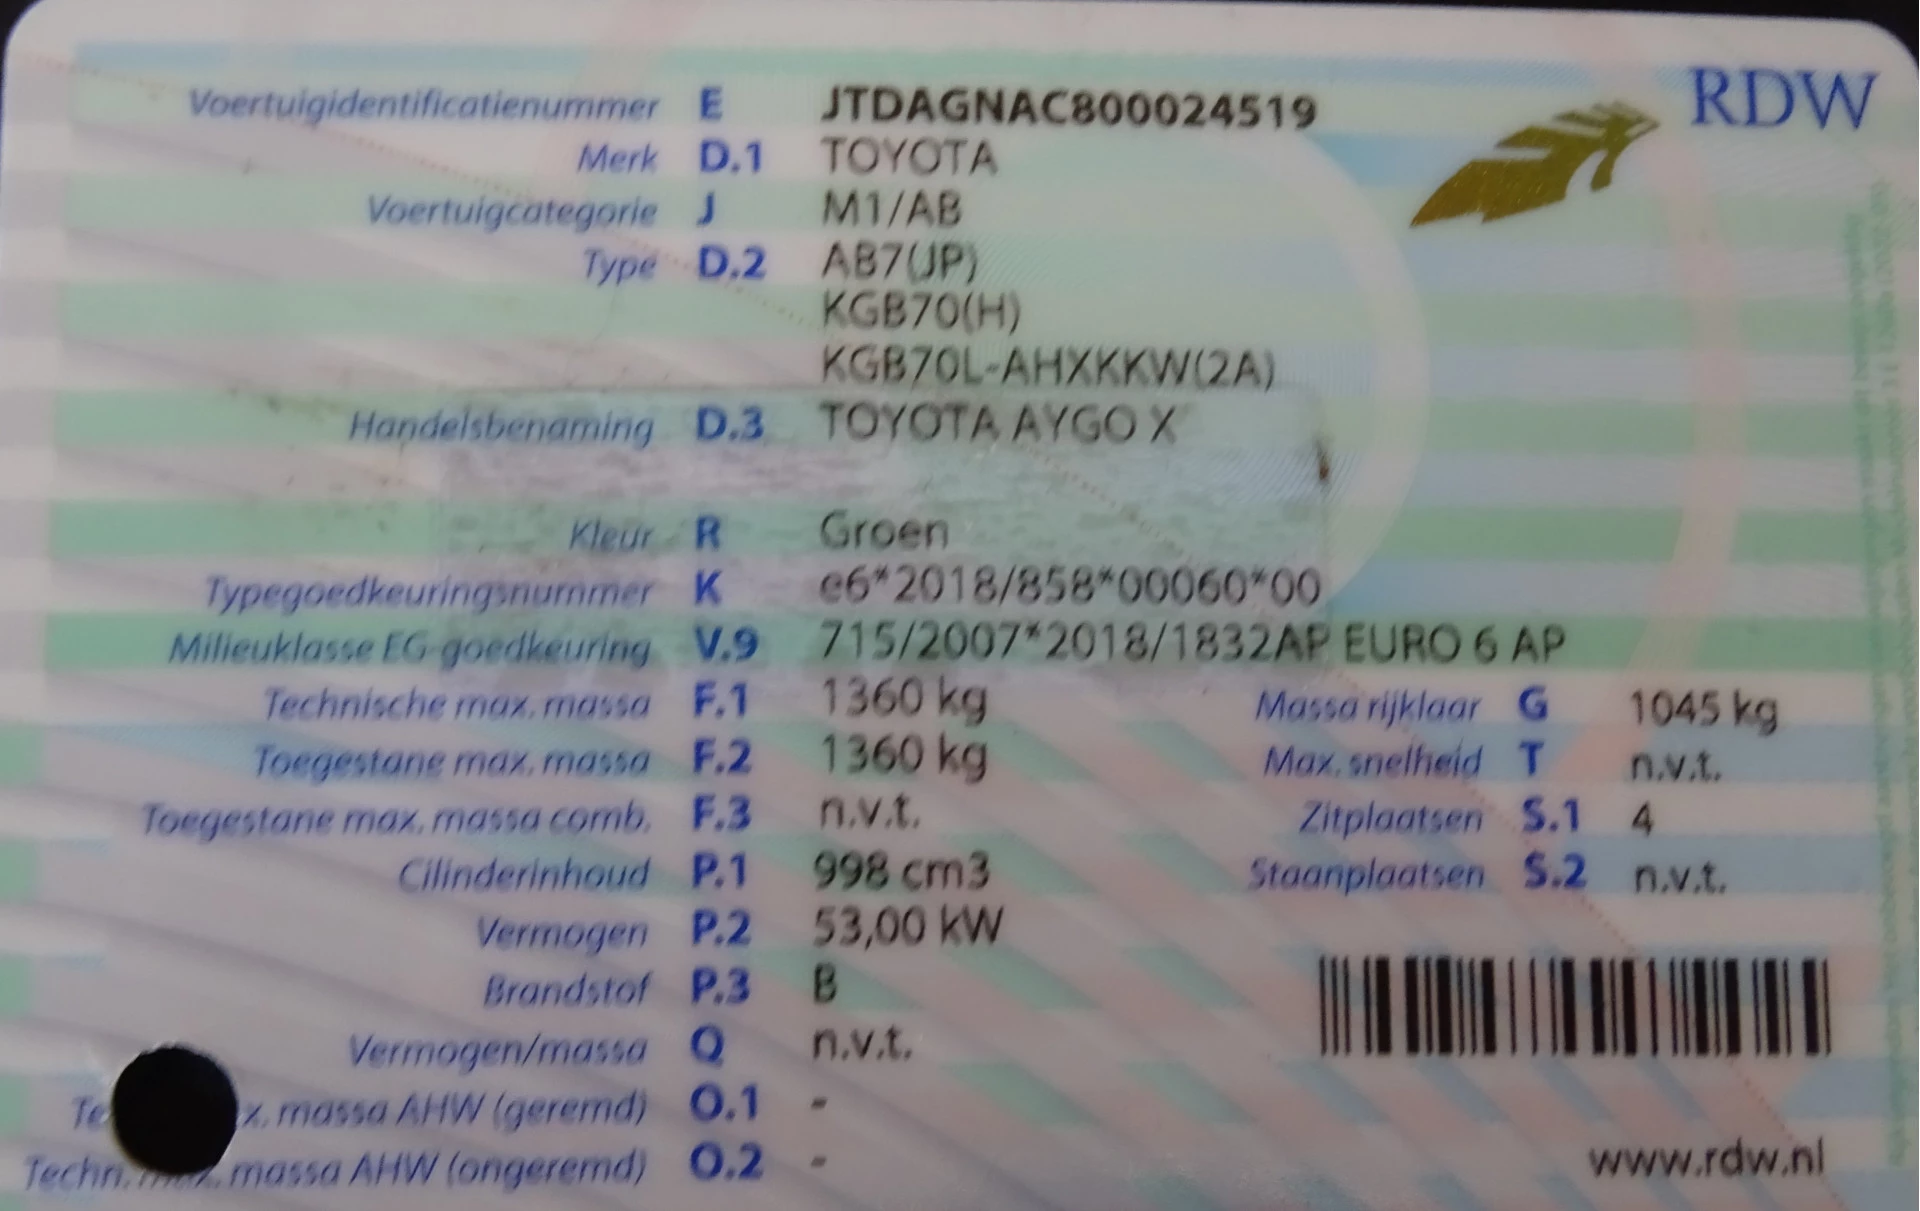 RDW
Voertuigidentificatienummer E JTDAGNAC800024519
Merk D.1 TOYOTA
Voertuigcategorie J M1/AB
Type D.2 AB7(JP)
KGB70(H)
KGB70L-AHXKKW(2A)
Handelsbenaming D.3 TOYOTA AYGO X
Kleur R Groen
Typegoedkeuringsnummer K e6*2018/858*00060*00
Milieuklasse EG-goedkeuring V.9 715/2007*2018/1832AP EURO 6 AP
Technische max. massa F.1 1360 kg Massa rijklaar G 1045 kg
Toegestane max. massa F.2 1360 kg Max. snelheid T n.v.t.
Toegestane max. massa comb. F.3 n.v.t. Zitplaatsen S.1 4
Cilinderinhoud P.1 998 cm3 Staanplaatsen S.2 n.v.t.
Vermogen P.2 53,00 kW
Brandstof P.3 B
Vermogen/massa Q n.v.t.
massa AHW (geremd) O.1 -
Techn. massa AHW (ongeremd) O.2 -
www.rdw.nl